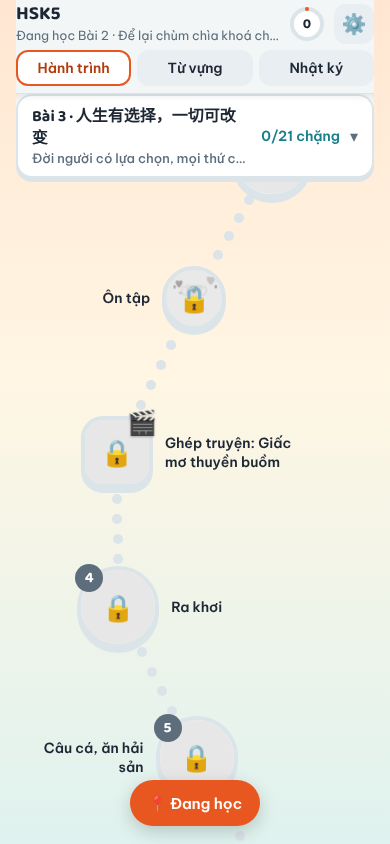 HSK5
Đang học Bài 2 · Để lại chùm chìa khoá ch...
0
Hành trình
Từ vựng
Nhật ký
Bài 3 · 人生有选择，一切可改
变
Đời người có lựa chọn, mọi thứ c...
0/21 chặng ▼
Ôn tập
Ghép truyện: Giấc
mơ thuyền buồm
4
Ra khơi
5
Câu cá, ăn hải
sản
Đang học